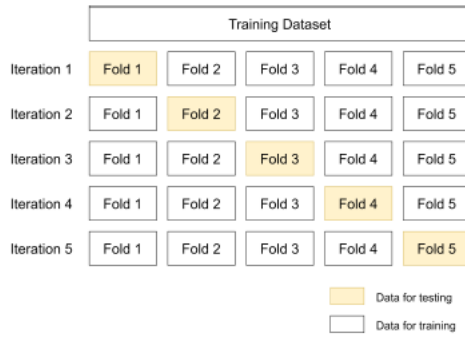 Training Dataset
Iteration 1 Fold 1 Fold 2 Fold 3 Fold 4 Fold 5
Iteration 2 Fold 1 Fold 2 Fold 3 Fold 4 Fold 5
Iteration 3 Fold 1 Fold 2 Fold 3 Fold 4 Fold 5
Iteration 4 Fold 1 Fold 2 Fold 3 Fold 4 Fold 5
Iteration 5 Fold 1 Fold 2 Fold 3 Fold 4 Fold 5
Data for testing
Data for training